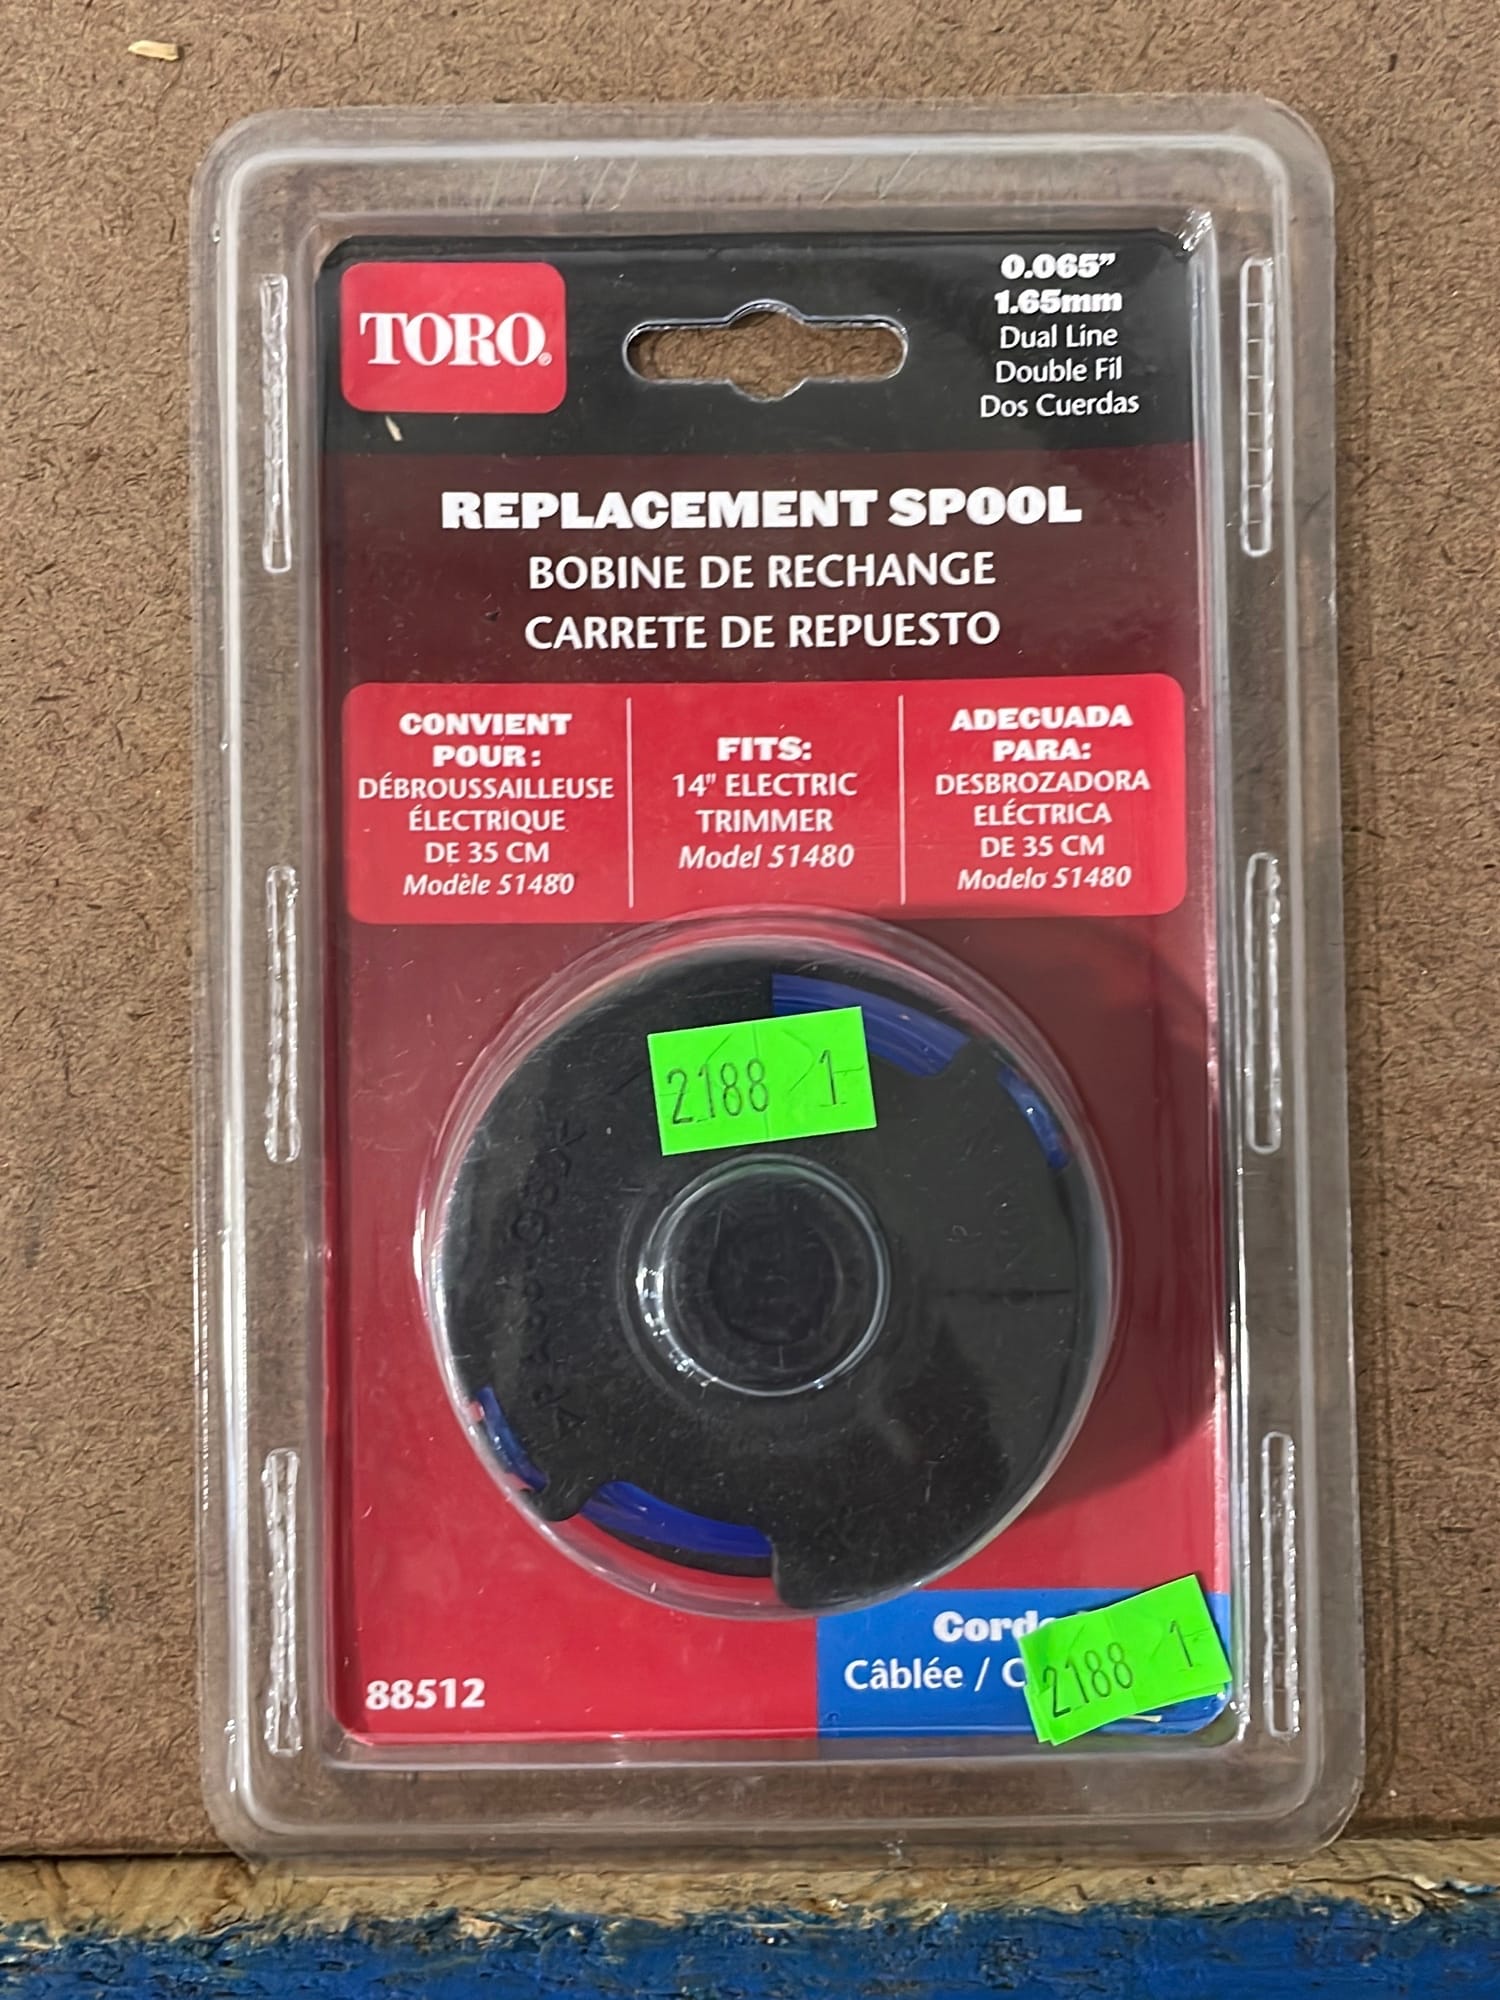 TORO®
0.065”
1.65mm
Dual Line
Double Fil
Dos Cuerdas
REPLACEMENT SPOOL
BOBINE DE RECHANGE
CARRETE DE REPUESTO
CONVIENT
POUR :
DÉBROUSSAILLEUSE
ÉLECTRIQUE
DE 35 CM
Modèle 51480
FITS:
14" ELECTRIC
TRIMMER
Model 51480
ADECUADA
PARA:
DESBROZADORA
ELÉCTRICA
DE 35 CM
Modelo 51480
2188 1
Câblée /
2188 1
88512